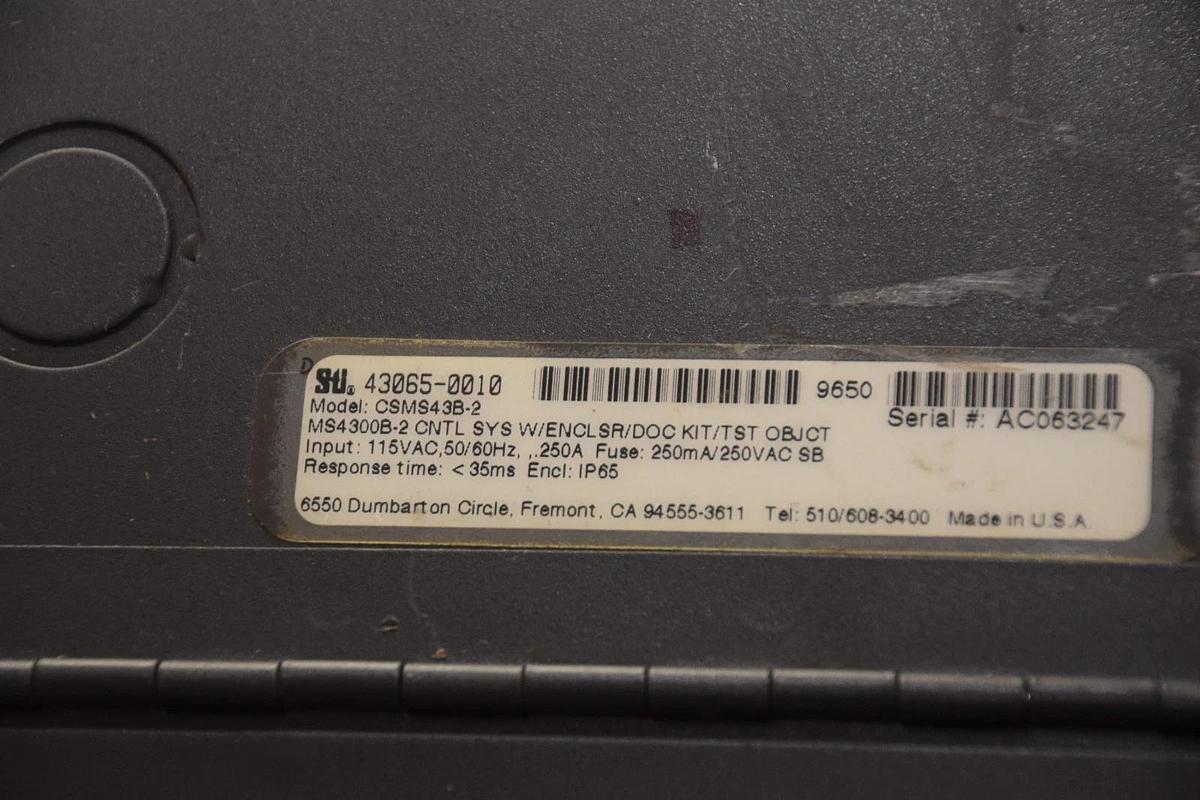 STI® 43065-0010 9650
Model: CSMS43B-2 Serial #: AC063247
MS4300B-2 CNTL SYS W/ENCLSR/DOC KIT/TST OBJCT
Input: 115VAC,50/60Hz, ,.250A Fuse: 250mA/250VAC SB
Response time: < 35ms Encl: IP65
6550 Dumbarton Circle, Fremont, CA 94555-3611 Tel: 510/608-3400 Made in U.S.A.